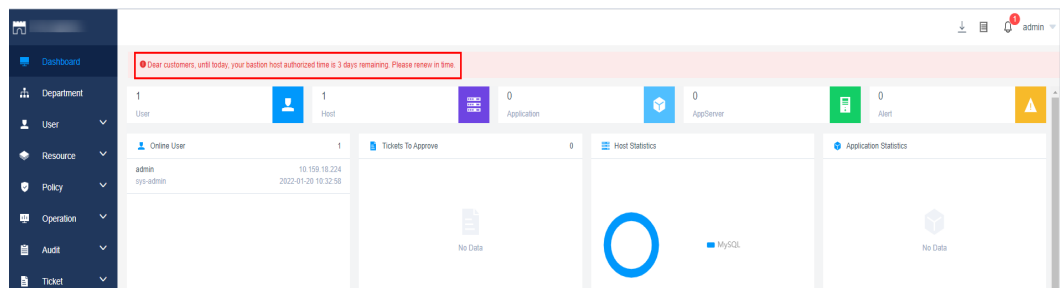 1
admin
Dashboard
Dear customers, until today, your bastion host authorized time is 3 days remaining. Please renew in time.
Department
User
Resource
Policy
Operation
Audit
Ticket
1
User
1
Host
0
Application
0
AppServer
0
Alert
Online User 1
admin 10.159.18.224
sys-admin 2022-01-20 10:32:58
Tickets To Approve 0
No Data
Host Statistics
MySQL
Application Statistics
No Data